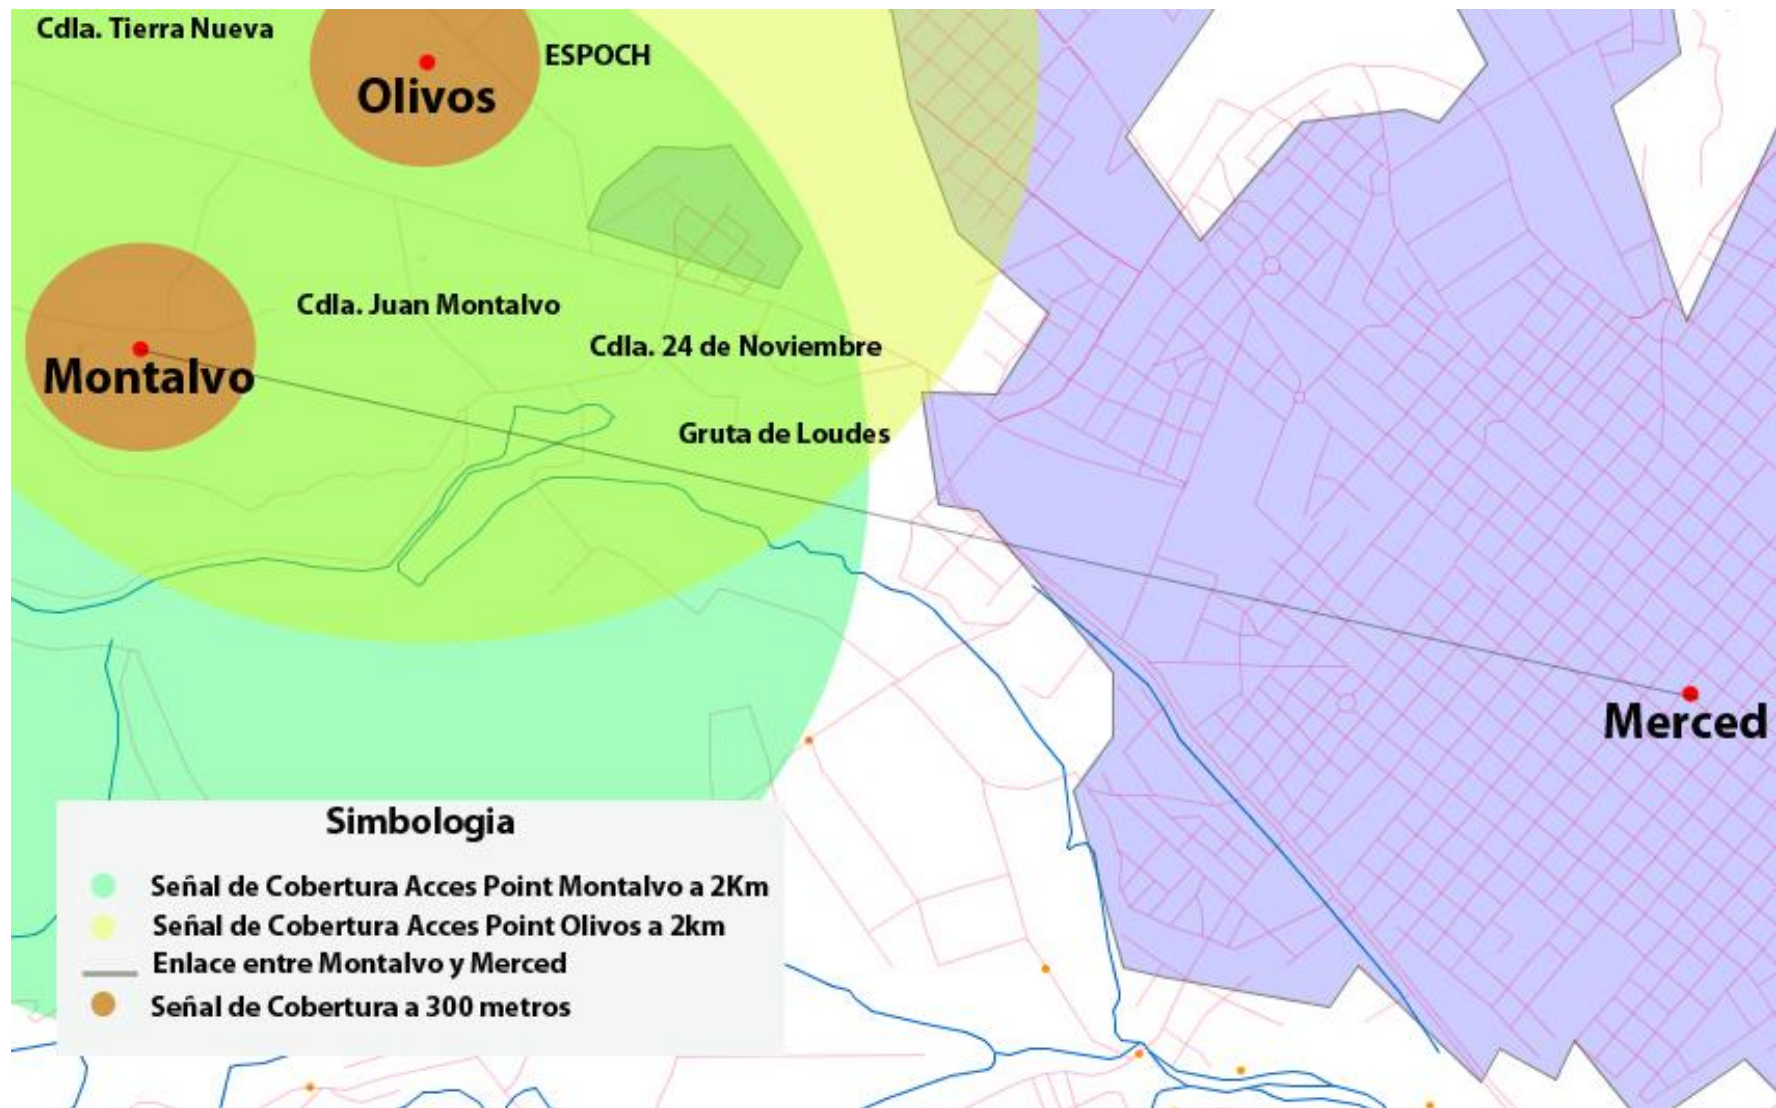 Cdla. Tierra Nueva
ESPOCH
Olivos
Cdla. Juan Montalvo
Cdla. 24 de Noviembre
Montalvo
Gruta de Loudes
Merced
Simbologia
Señal de Cobertura Acces Point Montalvo a 2Km
Señal de Cobertura Acces Point Olivos a 2km
Enlace entre Montalvo y Merced
Señal de Cobertura a 300 metros